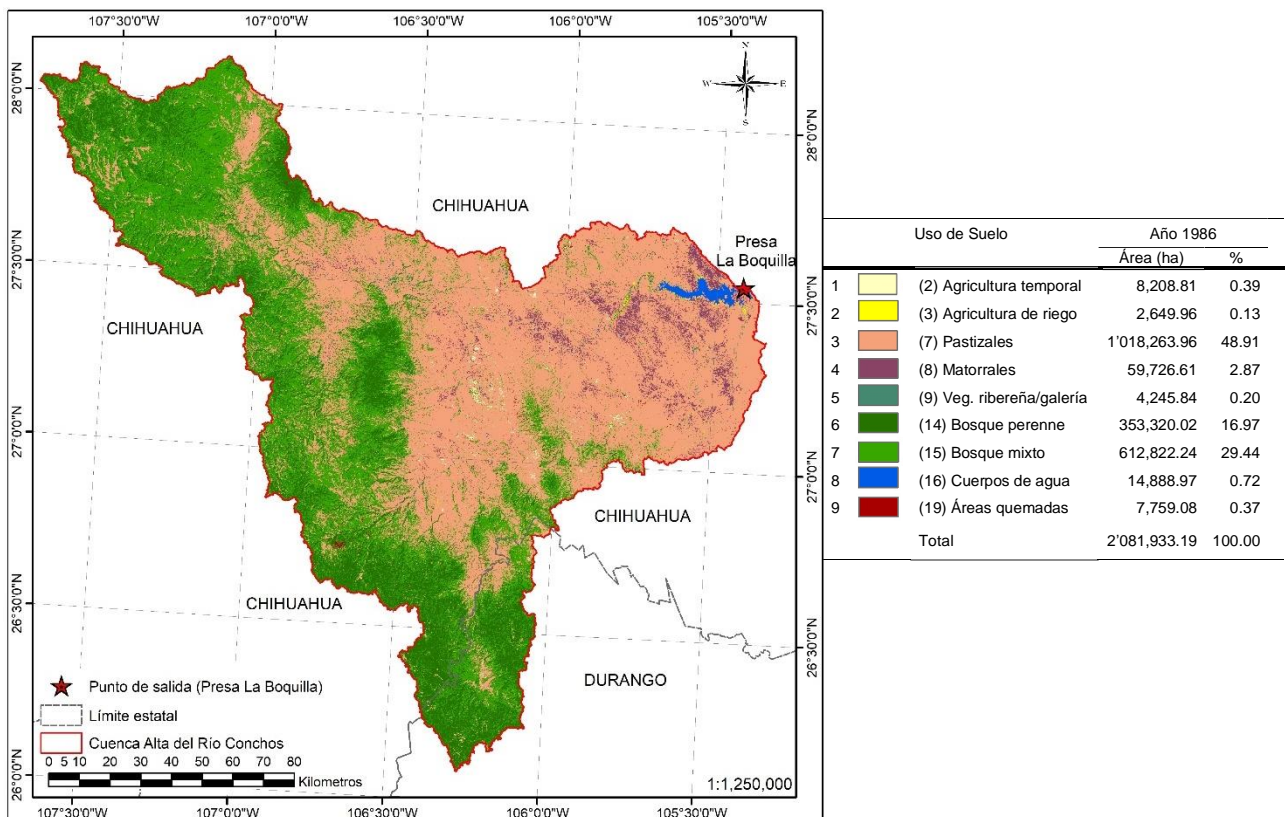 107°30'0"W 107°0'0"W 106°30'0"W 106°0'0"W 105°30'0"W
28°0'0"N
27°30'0"N
27°0'0"N
26°30'0"N
26°0'0"N
N
W E
S
28°0'0"N
27°30'0"N
27°0'0"N
26°30'0"N
CHIHUAHUA
Presa
La Boquilla
CHIHUAHUA
CHIHUAHUA
CHIHUAHUA
DURANGO
Punto de salida (Presa La Boquilla)
Límite estatal
Cuenca Alta del Río Conchos
0 5 10 20 30 40 50 60 70 80
Kilometros
1:1,250,000
107°30'0"W 107°0'0"W 106°30'0"W 106°0'0"W 105°30'0"W
Uso de Suelo Año 1986
Área (ha) %
1 (2) Agricultura temporal 8,208.81 0.39
2 (3) Agricultura de riego 2,649.96 0.13
3 (7) Pastizales 1'018,263.96 48.91
4 (8) Matorrales 59,726.61 2.87
5 (9) Veg. ribereña/galería 4,245.84 0.20
6 (14) Bosque perenne 353,320.02 16.97
7 (15) Bosque mixto 612,822.24 29.44
8 (16) Cuerpos de agua 14,888.97 0.72
9 (19) Áreas quemadas 7,759.08 0.37
Total 2'081,933.19 100.00